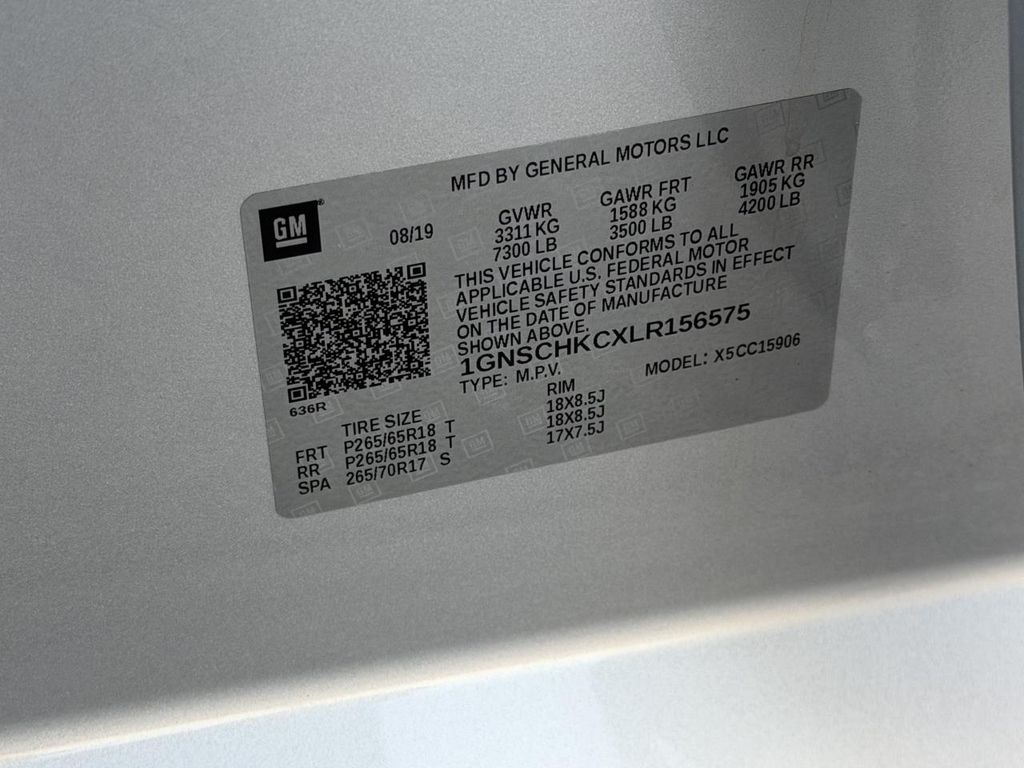 MFD BY GENERAL MOTORS LLC
GM®
08/19
GVWR GAWR FRT GAWR RR
3311 KG 1588 KG 1905 KG
7300 LB 3500 LB 4200 LB
THIS VEHICLE CONFORMS TO ALL
APPLICABLE U.S. FEDERAL MOTOR
VEHICLE SAFETY STANDARDS IN EFFECT
ON THE DATE OF MANUFACTURE
SHOWN ABOVE.
1GNSCHKCXLR156575
TYPE: M.P.V. MODEL: X5CC15906
636R
TIRE SIZE RIM
FRT P265/65R18 T 18X8.5J
RR P265/65R18 T 18X8.5J
SPA 265/70R17 S 17X7.5J